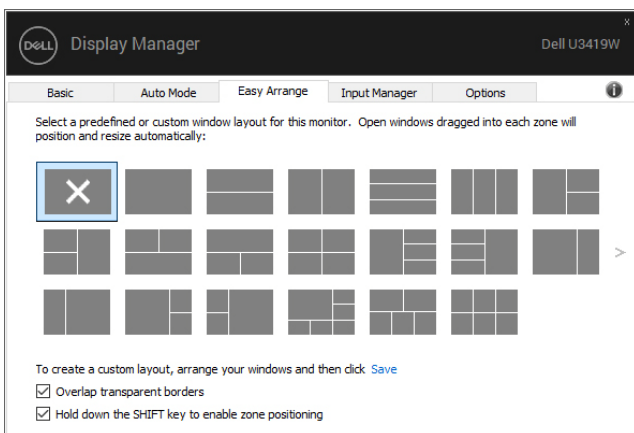 DELL Display Manager
x
Dell U3419W
Basic Auto Mode Easy Arrange Input Manager Options
Select a predefined or custom window layout for this monitor. Open windows dragged into each zone will
position and resize automatically:
To create a custom layout, arrange your windows and then click Save
Overlap transparent borders
Hold down the SHIFT key to enable zone positioning